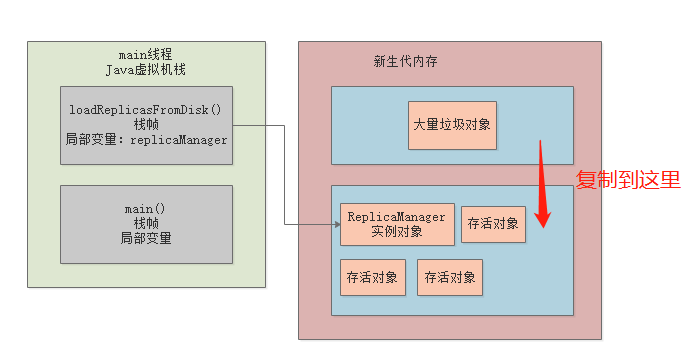 main线程
Java虚拟机栈
loadReplicasFromDisk()
栈帧
局部变量：replicaManager
main()
栈帧
局部变量
新生代内存
大量垃圾对象
复制到这里
ReplicaManager
实例对象
存活对象
存活对象
存活对象